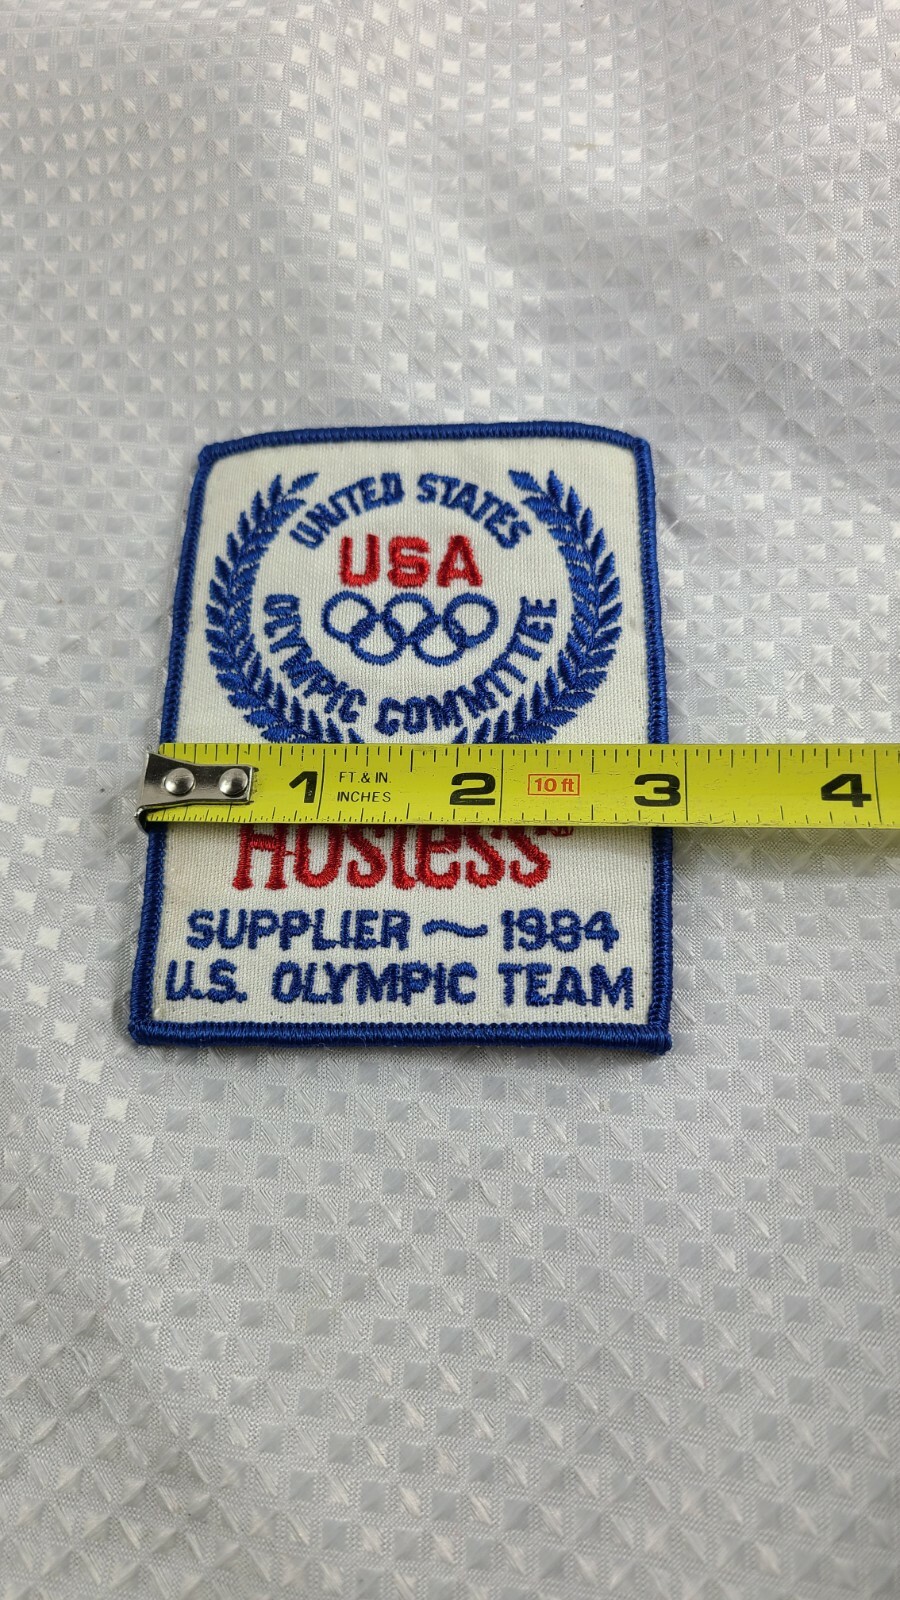 UNITED STATES
USA
OLYMPIC COMMITTEE
1 FT. & IN. 2 10 ft 3 4
INCHES
Hostess
SUPPLIER ~ 1984
U.S. OLYMPIC TEAM